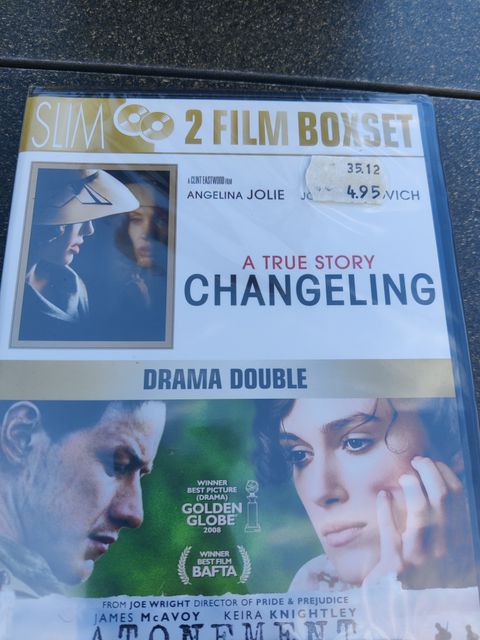 SLIM 2 FILM BOXSET
35.12
4.95
A CLINT EASTWOOD FILM
ANGELINA JOLIE VICH
A TRUE STORY
CHANGELING
DRAMA DOUBLE
WINNER
BEST PICTURE
(DRAMA)
GOLDEN
GLOBE
2008
WINNER
BEST FILM
BAFTA
FROM JOE WRIGHT DIRECTOR OF PRIDE & PREJUDICE
JAMES McAVOY KEIRA KNIGHTLEY
ATONEMENT